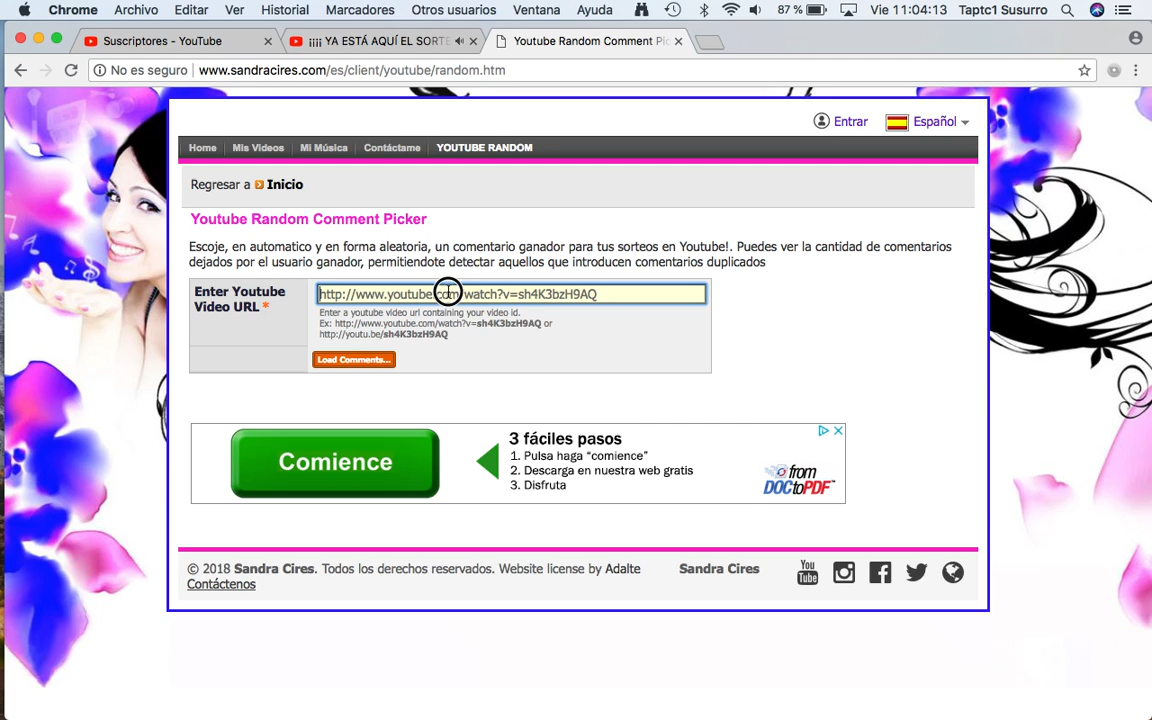 Chrome Archivo Editar Ver Historial Marcadores Otros usuarios Ventana Ayuda 87 % Vie 11:04:13 Taptc1 Susurro
Suscriptores - YouTube ¡¡¡¡ YA ESTÁ AQUÍ EL SORTE Youtube Random Comment Pic
No es seguro www.sandracires.com/es/client/youtube/random.htm
Entrar Español
Home Mis Videos Mi Música Contáctame YOUTUBE RANDOM
Regresar a Inicio
Youtube Random Comment Picker
Escoje, en automatico y en forma aleatoria, un comentario ganador para tus sorteos en Youtube!. Puedes ver la cantidad de comentarios
dejados por el usuario ganador, permitiendote detectar aquellos que introducen comentarios duplicados
Enter Youtube
Video URL *
http://www.youtube.com/watch?v=sh4K3bzH9AQ
Enter a youtube video url containing your video id.
Ex: http://www.youtube.com/watch?v=sh4K3bzH9AQ or
http://youtu.be/sh4K3bzH9AQ
Load Comments...
Comience
3 fáciles pasos
1. Pulsa haga “comience”
2. Descarga en nuestra web gratis
3. Disfruta
from
DOCtoPDF™
© 2018 Sandra Cires. Todos los derechos reservados. Website license by Adalte Sandra Cires
Contáctenos
You
Tube